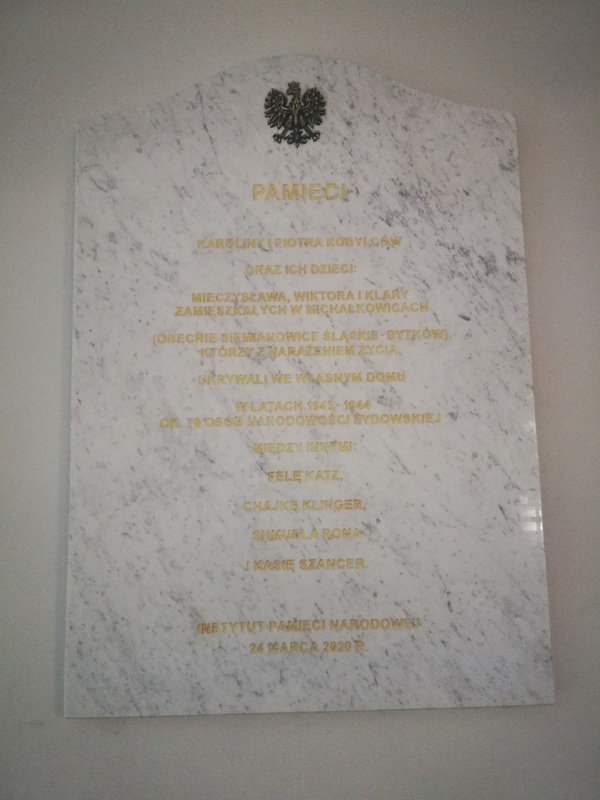 PAMIĘCI
KAROLINY I PIOTRA KOBYLCÓW
ORAZ ICH DZIECI:
MIECZYSŁAWA, WIKTORA I KLARY
ZAMIESZKAŁYCH W MICHAŁKOWICACH
(OBECNIE SIEMIANOWICE ŚLĄSKIE - BYTKÓW),
KTÓRZY Z NARAŻENIEM ŻYCIA,
UKRYWALI WE WŁASNYM DOMU
W LATACH 1943 - 1944
OK. 70 OSÓB NARODOWOŚCI ŻYDOWSKIEJ
MIĘDZY INNYMI:
FELĘ KATZ,
CHAJKĘ KLINGER,
SHMUELA RONA
I KASIĘ SZANCER.
INSTYTUT PAMIĘCI NARODOWEJ
24 MARCA 2020 R.